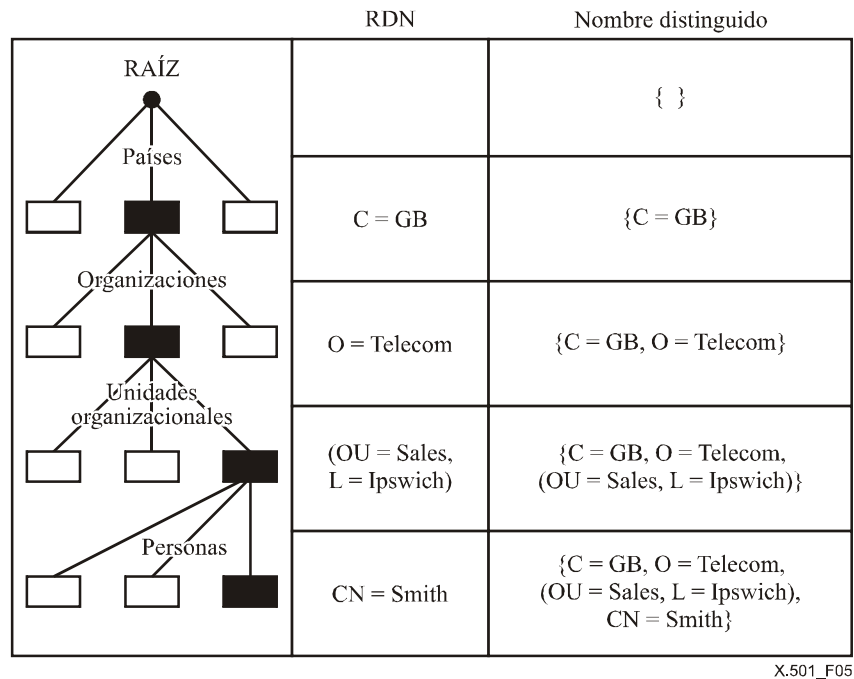 RDN
Nombre distinguido
RAÍZ
{ }
Países
C = GB
{C = GB}
Organizaciones
O = Telecom
{C = GB, O = Telecom}
Unidades
organizacionales
(OU = Sales,
L = Ipswich)
{C = GB, O = Telecom,
(OU = Sales, L = Ipswich)}
Personas
CN = Smith
{C = GB, O = Telecom,
(OU = Sales, L = Ipswich),
CN = Smith}
X.501_F05